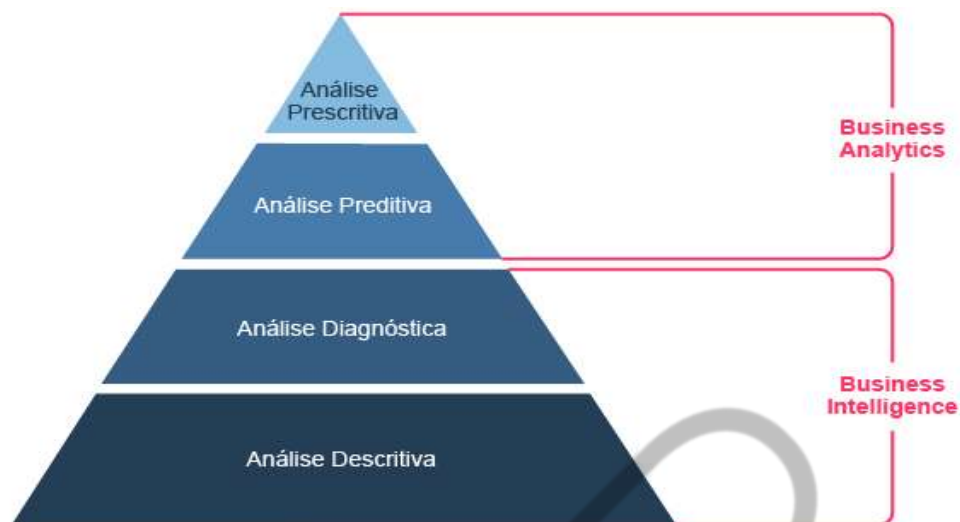 Análise
Prescritiva
Business
Analytics
Análise Preditiva
Análise Diagnóstica
Business
Intelligence
Análise Descritiva